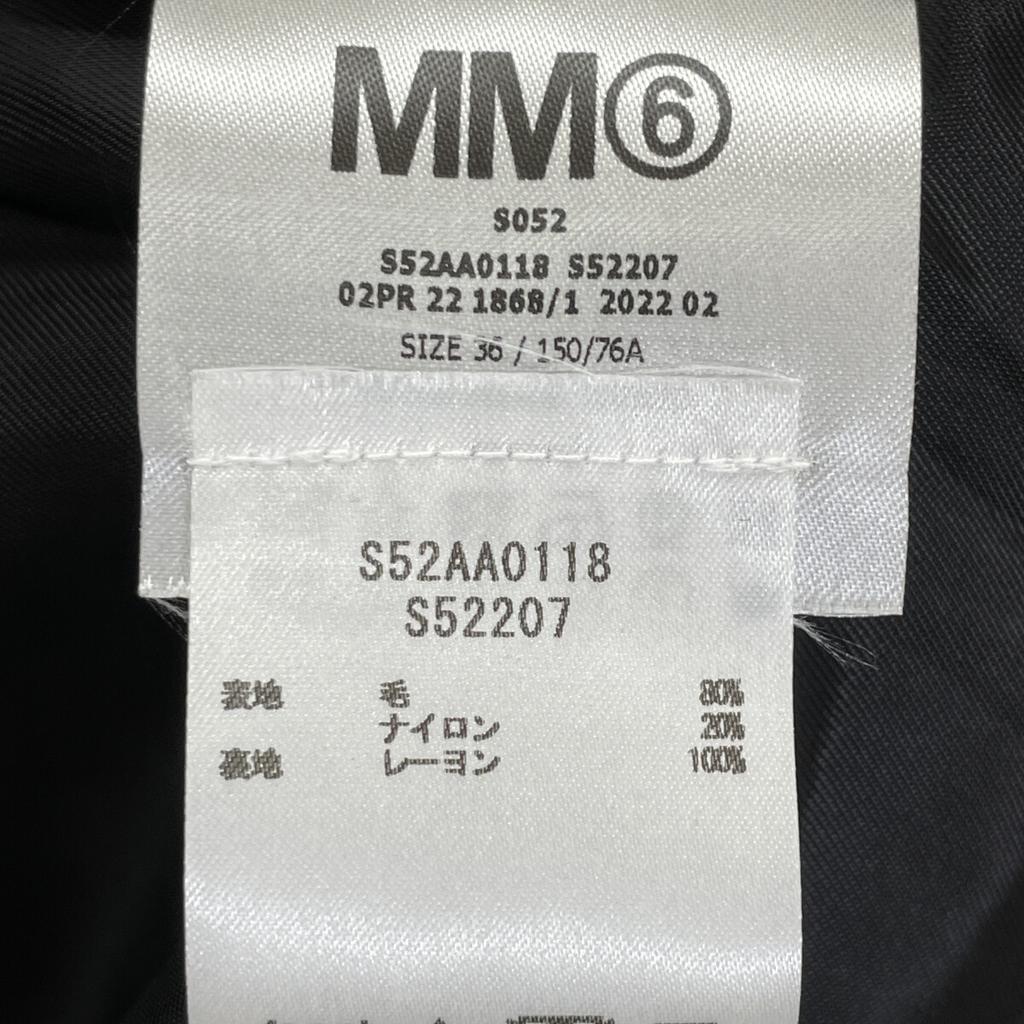 MM⑥
S052
S52AA0118 S52207
02PR 22 1868/1 2022 02
SIZE 36 / 150/76A
S52AA0118
S52207
表地 毛 80%
ナイロン 20%
裏地 レーヨン 100%